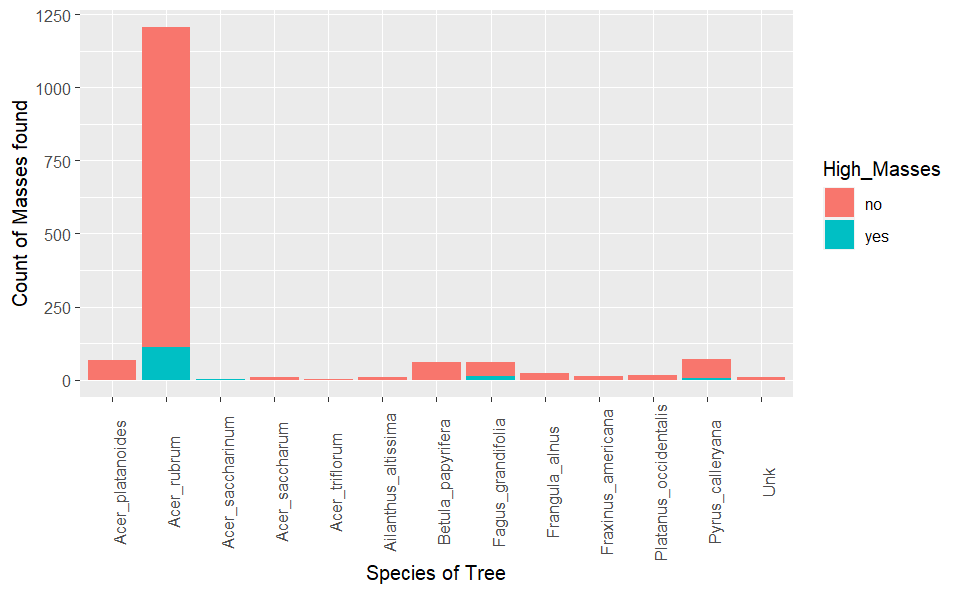 1250
1000
750
500
250
0
Count of Masses found
Acer_platanoides
Acer_rubrum
Acer_saccharinum
Acer_saccharum
Acer_triflorum
Ailanthus_altissima
Betula_papyrifera
Fagus_grandifolia
Frangula_alnus
Fraxinus_americana
Platanus_occidentalis
Pyrus_calleryana
Unk
Species of Tree
High_Masses
no
yes